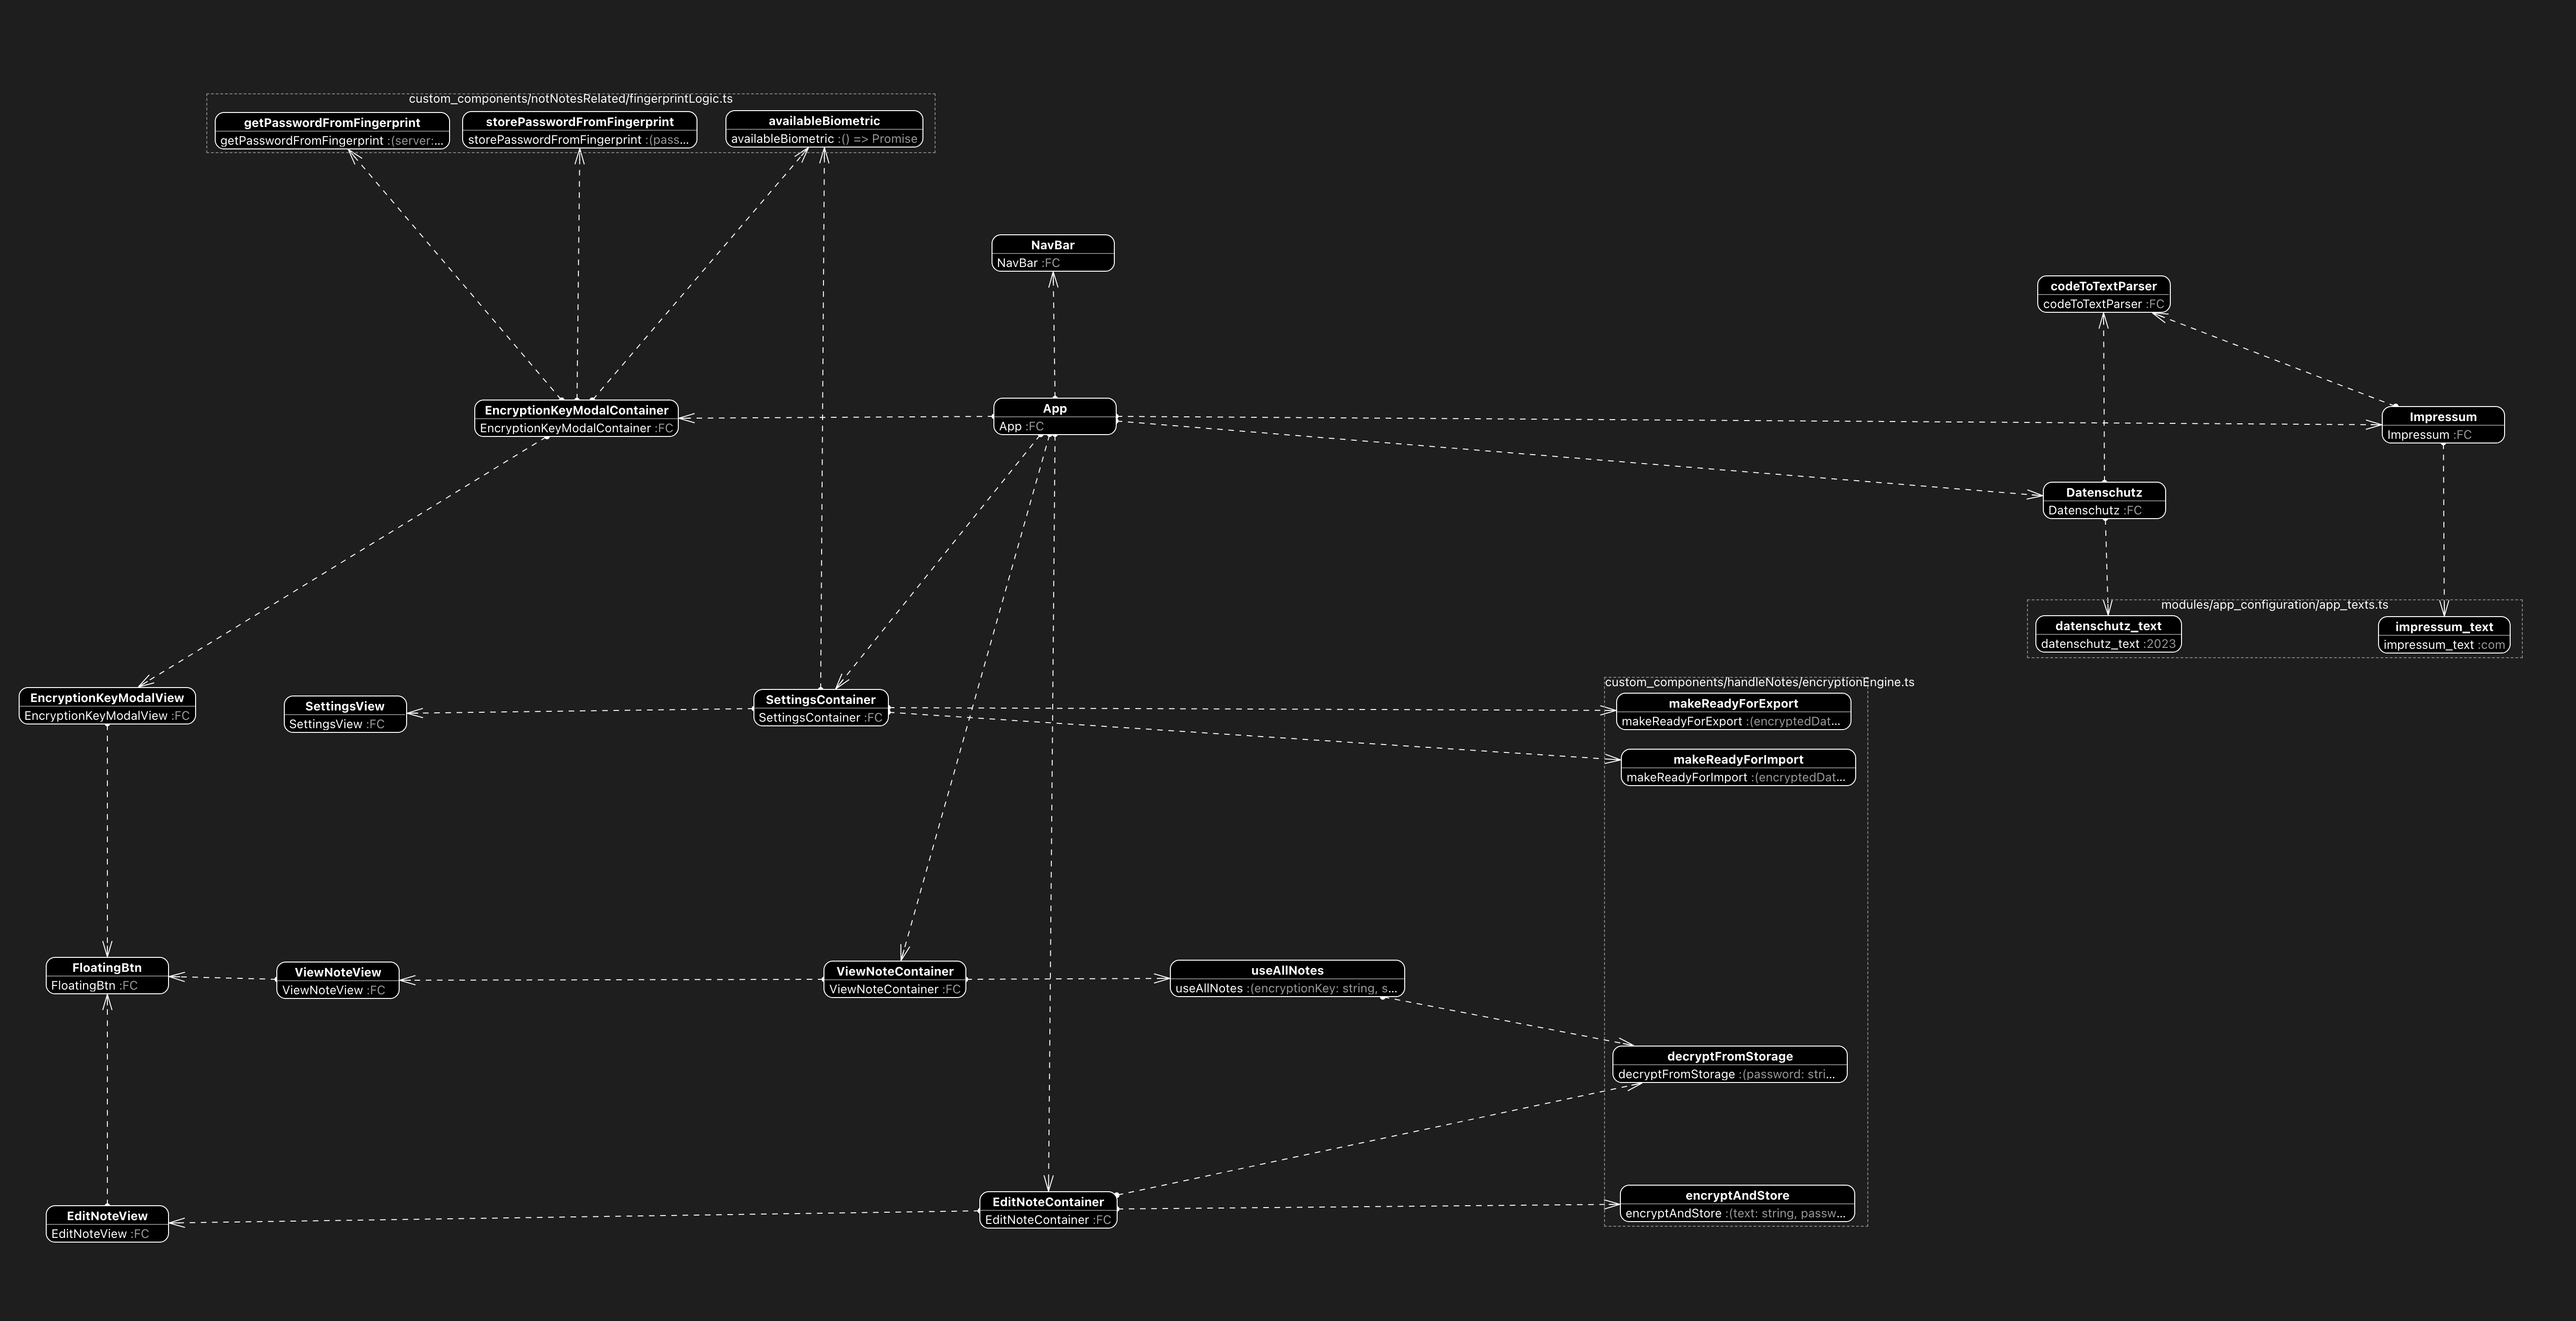 custom_components/notNotesRelated/fingerprintLogic.ts
getPasswordFromFingerprint
getPasswordFromFingerprint :(server:...
storePasswordFromFingerprint
storePasswordFromFingerprint :(pass...
availableBiometric
availableBiometric :() => Promise
NavBar
NavBar :FC
codeToTextParser
codeToTextParser :FC
EncryptionKeyModalContainer
EncryptionKeyModalContainer :FC
App
App :FC
Impressum
Impressum :FC
Datenschutz
Datenschutz :FC
modules/app_configuration/app_texts.ts
datenschutz_text
datenschutz_text :2023
impressum_text
impressum_text :com
EncryptionKeyModalView
EncryptionKeyModalView :FC
SettingsView
SettingsView :FC
SettingsContainer
SettingsContainer :FC
custom_components/handleNotes/encryptionEngine.ts
makeReadyForExport
makeReadyForExport :(encryptedDat...
makeReadyForImport
makeReadyForImport :(encryptedDat...
FloatingBtn
FloatingBtn :FC
ViewNoteView
ViewNoteView :FC
ViewNoteContainer
ViewNoteContainer :FC
useAllNotes
useAllNotes :(encryptionKey: string, s...
decryptFromStorage
decryptFromStorage :(password: stri...
EditNoteView
EditNoteView :FC
EditNoteContainer
EditNoteContainer :FC
encryptAndStore
encryptAndStore :(text: string, passw...